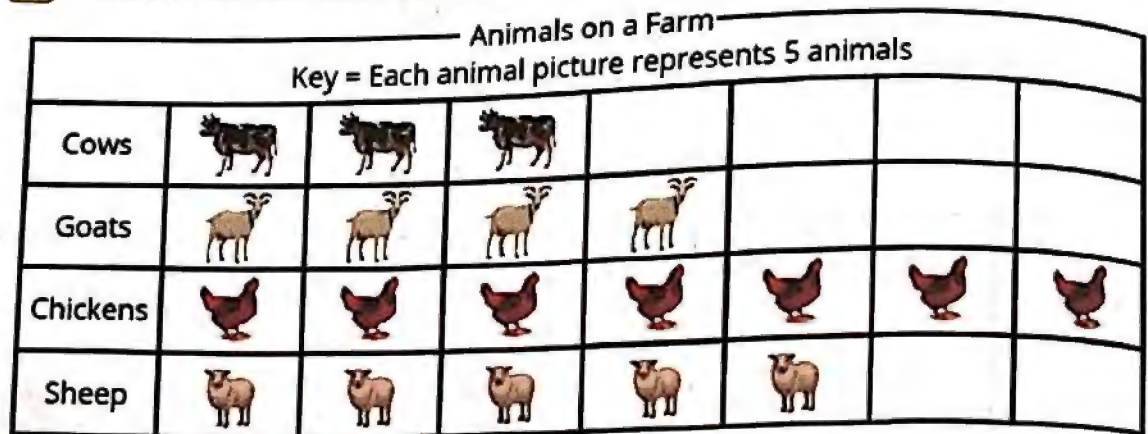 Animals on a Farm
Key = Each animal picture represents 5 animals
Cows
Goats
Chickens
Sheep